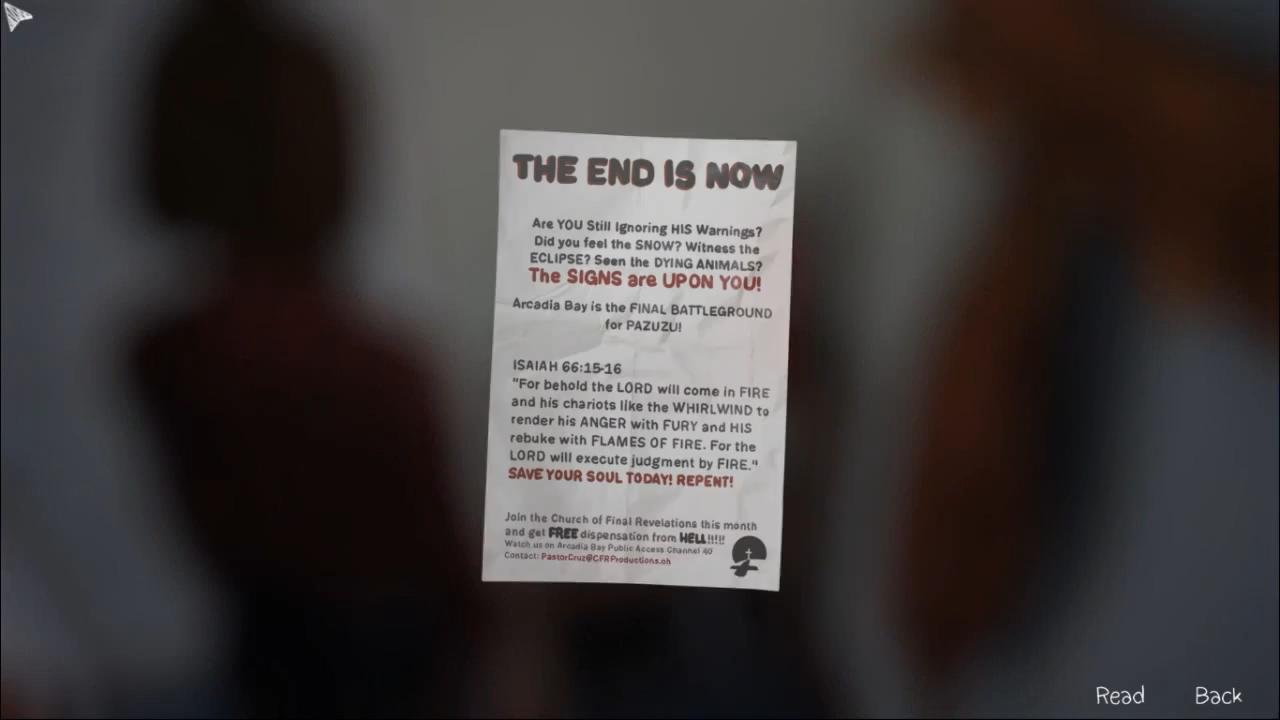 THE END IS NOW
Are YOU Still Ignoring HIS Warnings?
Did you feel the SNOW? Witness the
ECLIPSE? Seen the DYING ANIMALS?
The SIGNS are UPON YOU!
Arcadia Bay is the FINAL BATTLEGROUND
for PAZUZU!
ISAIAH 66:15-16
"For behold the LORD will come in FIRE
and his chariots like the WHIRLWIND to
render his ANGER with FURY and HIS
rebuke with FLAMES OF FIRE. For the
LORD will execute judgment by FIRE."
SAVE YOUR SOUL TODAY! REPENT!
Join the Church of Final Revelations this month
and get FREE dispensation from HELL!!!!!
Watch us on Arcadia Bay Public Access Channel 40
Contact: PastorCruz@CFRProductions.oh
Read Back